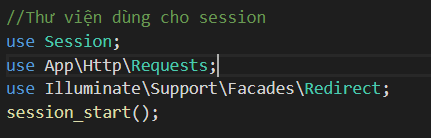 //Thư viện dùng cho session
use Session;
use App\Http\Requests;
use Illuminate\Support\Facades\Redirect;
session_start();